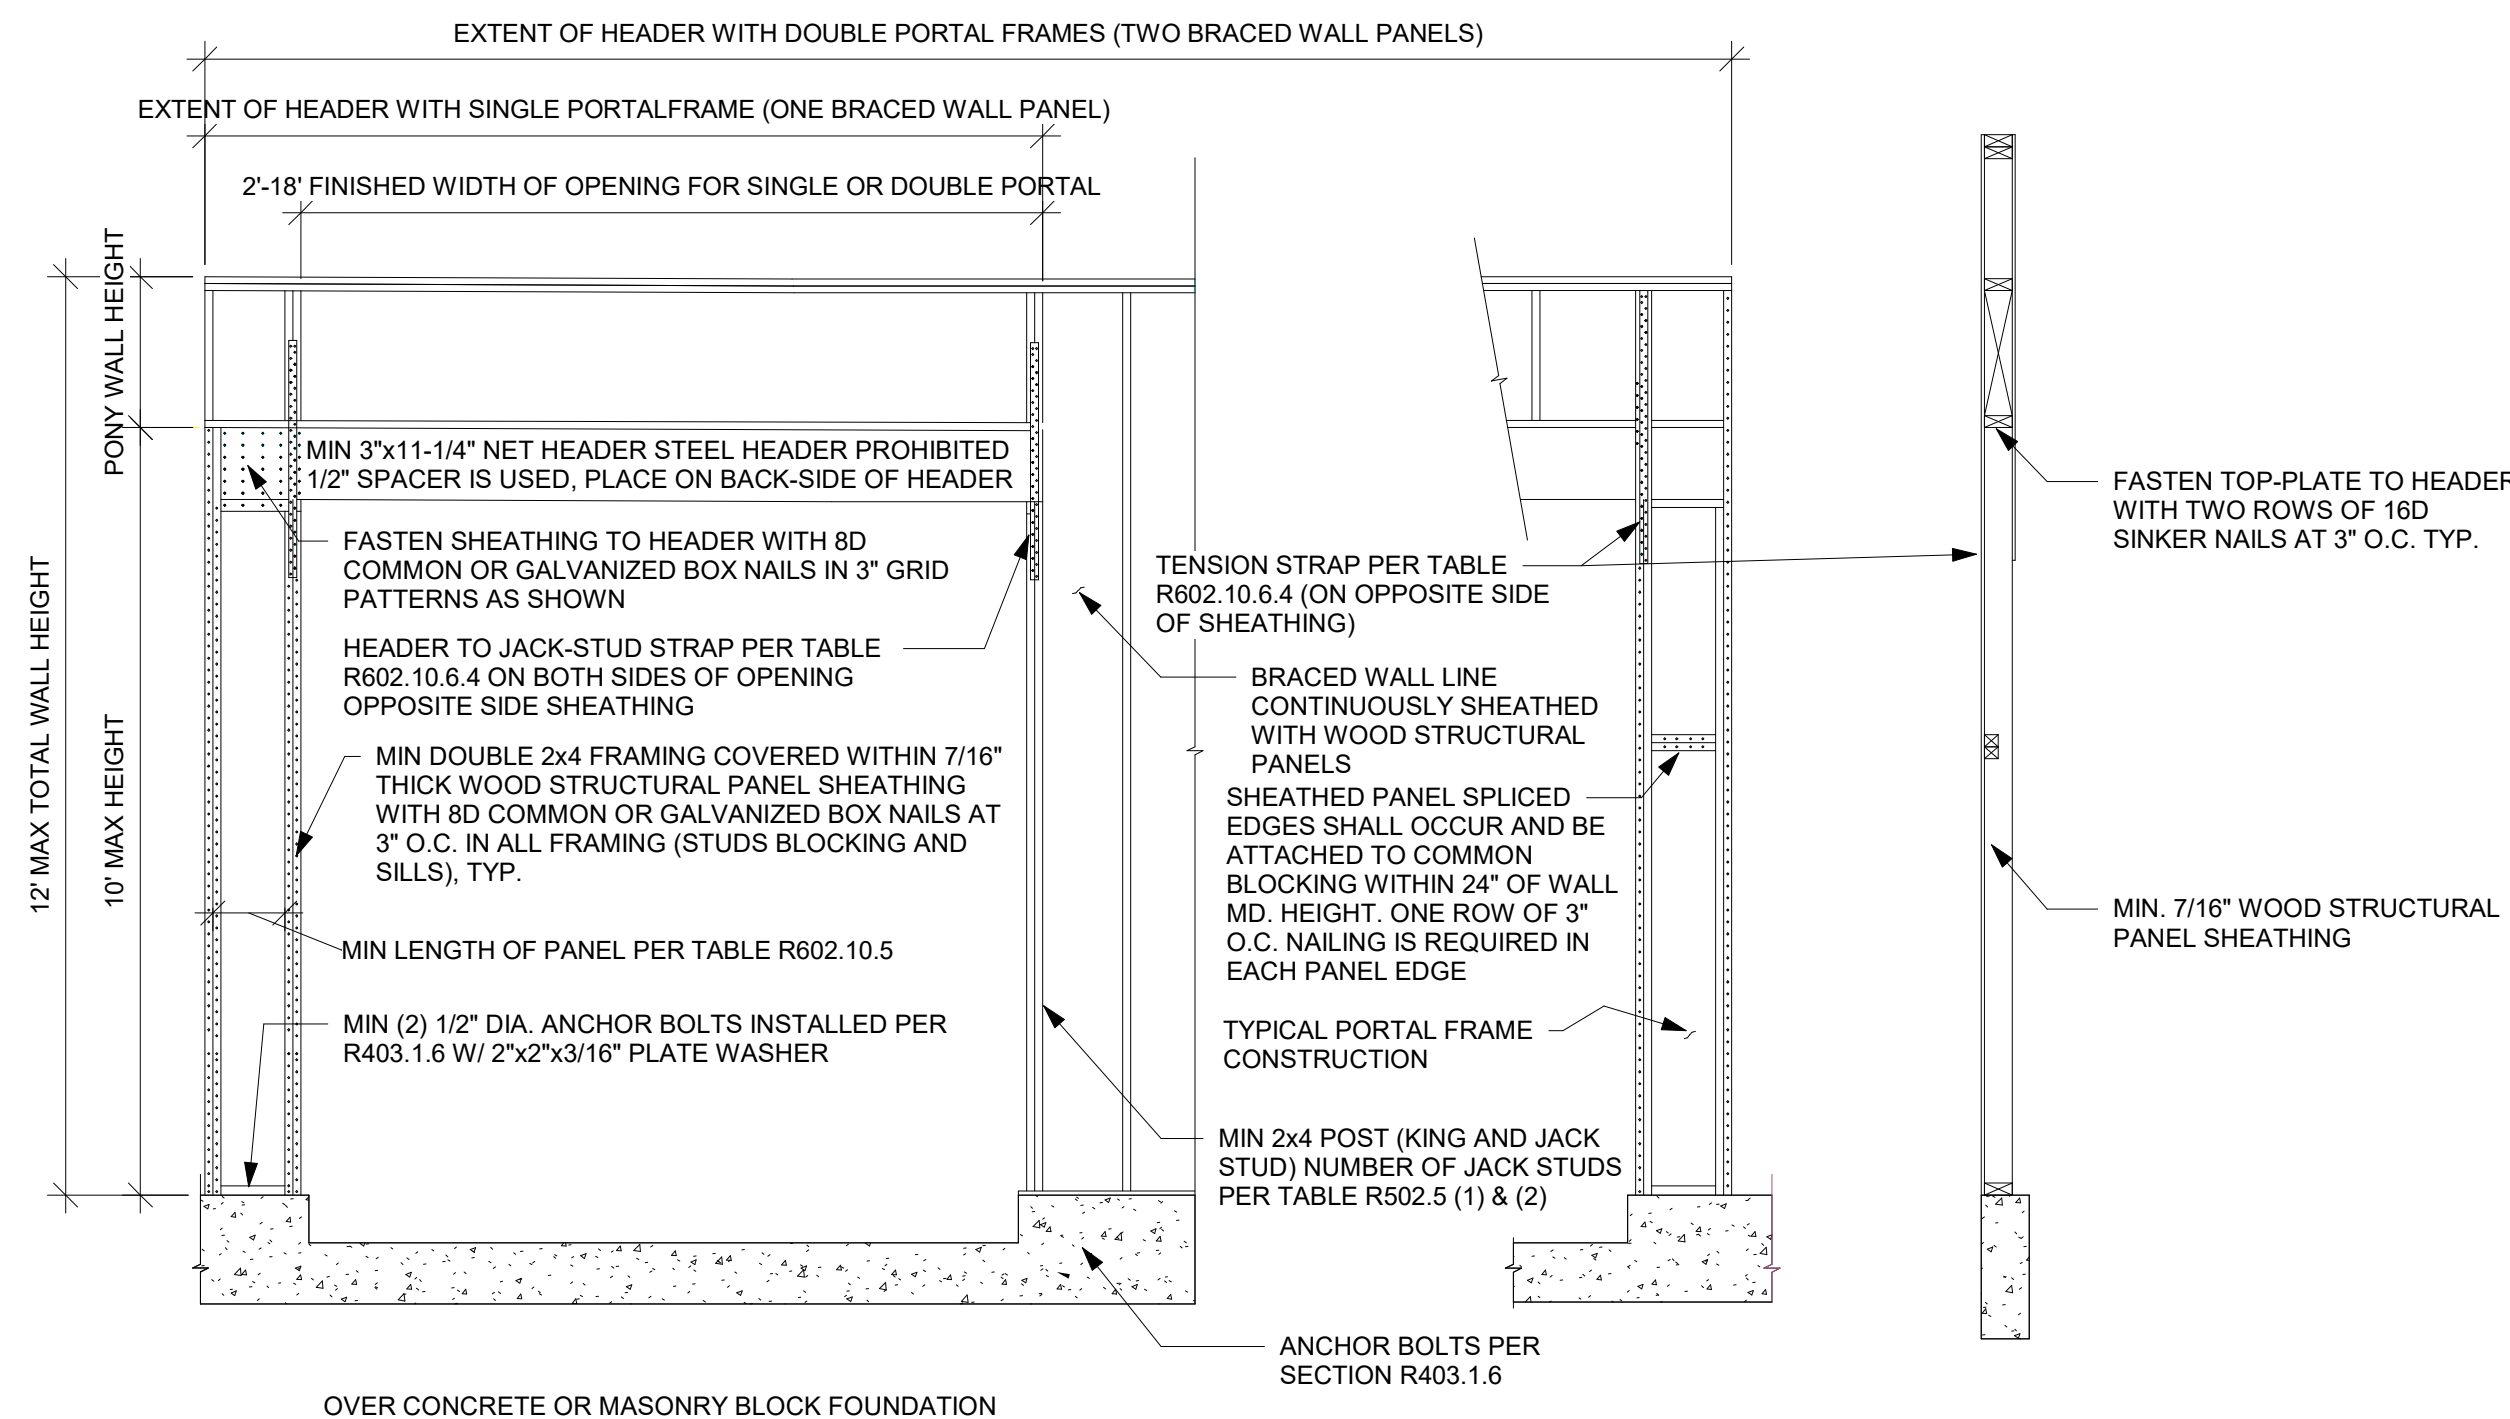 EXTENT OF HEADER WITH DOUBLE PORTAL FRAMES (TWO BRACED WALL PANELS)
EXTENT OF HEADER WITH SINGLE PORTALFRAME (ONE BRACED WALL PANEL)
2'-18' FINISHED WIDTH OF OPENING FOR SINGLE OR DOUBLE PORTAL
PONY WALL HEIGHT
12' MAX TOTAL WALL HEIGHT
10' MAX HEIGHT
MIN 3"x11-1/4" NET HEADER STEEL HEADER PROHIBITED
1/2" SPACER IS USED, PLACE ON BACK-SIDE OF HEADER
FASTEN SHEATHING TO HEADER WITH 8D
COMMON OR GALVANIZED BOX NAILS IN 3" GRID
PATTERNS AS SHOWN
HEADER TO JACK-STUD STRAP PER TABLE
R602.10.6.4 ON BOTH SIDES OF OPENING
OPPOSITE SIDE SHEATHING
MIN DOUBLE 2x4 FRAMING COVERED WITHIN 7/16"
THICK WOOD STRUCTURAL PANEL SHEATHING
WITH 8D COMMON OR GALVANIZED BOX NAILS AT
3" O.C. IN ALL FRAMING (STUDS BLOCKING AND
SILLS), TYP.
MIN LENGTH OF PANEL PER TABLE R602.10.5
MIN (2) 1/2" DIA. ANCHOR BOLTS INSTALLED PER
R403.1.6 W/ 2"x2"x3/16" PLATE WASHER
TENSION STRAP PER TABLE
R602.10.6.4 (ON OPPOSITE SIDE
OF SHEATHING)
BRACED WALL LINE
CONTINUOUSLY SHEATHED
WITH WOOD STRUCTURAL
PANELS
SHEATHED PANEL SPLICED
EDGES SHALL OCCUR AND BE
ATTACHED TO COMMON
BLOCKING WITHIN 24" OF WALL
MD. HEIGHT. ONE ROW OF 3"
O.C. NAILING IS REQUIRED IN
EACH PANEL EDGE
TYPICAL PORTAL FRAME
CONSTRUCTION
MIN 2x4 POST (KING AND JACK
STUD) NUMBER OF JACK STUDS
PER TABLE R502.5 (1) & (2)
ANCHOR BOLTS PER
SECTION R403.1.6
FASTEN TOP-PLATE TO HEADER
WITH TWO ROWS OF 16D
SINKER NAILS AT 3" O.C. TYP.
MIN. 7/16" WOOD STRUCTURAL
PANEL SHEATHING
OVER CONCRETE OR MASONRY BLOCK FOUNDATION